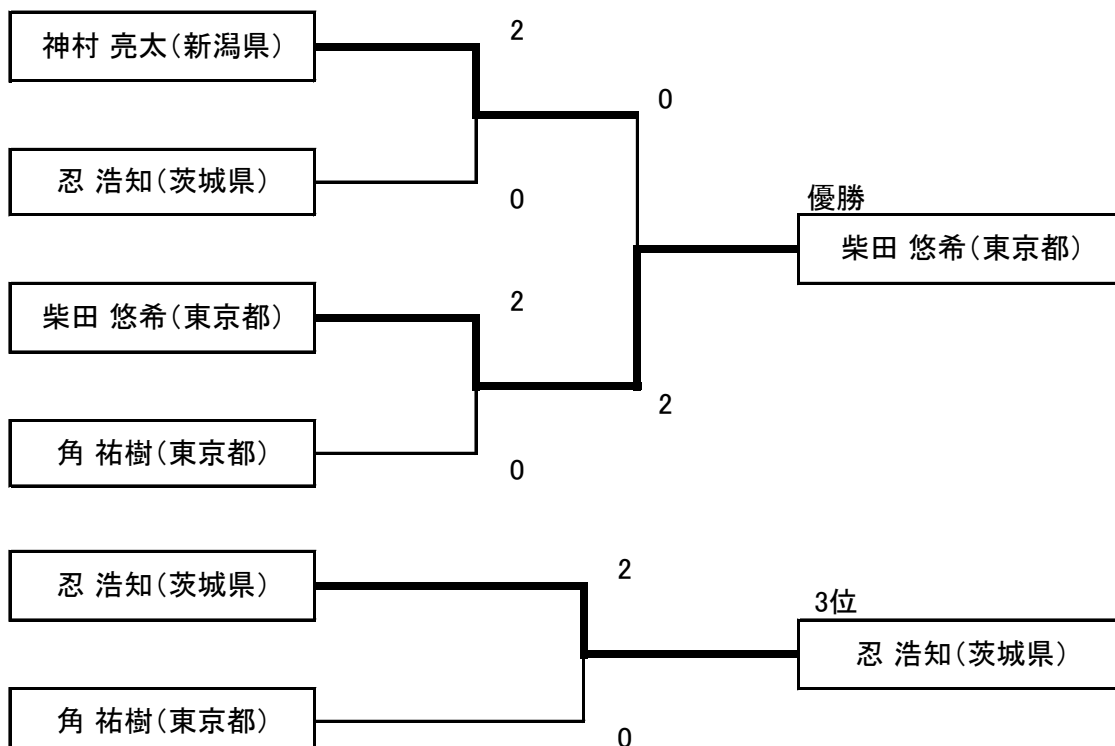 神村 亮太(新潟県)
2
0
忍 浩知(茨城県)
0
優勝
柴田 悠希(東京都)
柴田 悠希(東京都)
2
2
角 祐樹(東京都)
0
忍 浩知(茨城県)
2
3位
忍 浩知(茨城県)
角 祐樹(東京都)
0